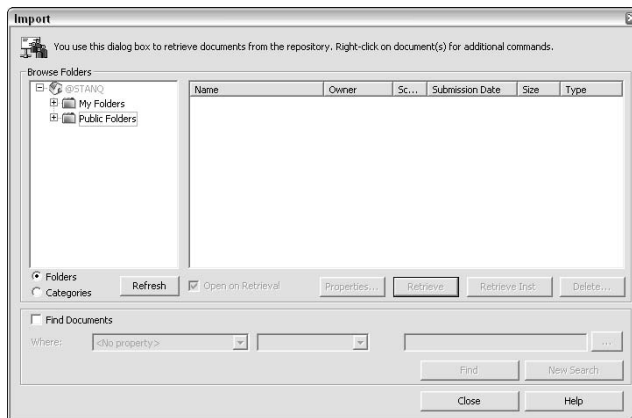 Import
You use this dialog box to retrieve documents from the repository. Right-click on document(s) for additional commands.
Browse Folders
@STANQ
My Folders
Public Folders
Name Owner Sc... Submission Date Size Type
Folders
Categories
Refresh
Open on Retrieval
Properties... Retrieve Retrieve Inst Delete...
Find Documents
Where: <No property> ...
Find New Search
Close Help